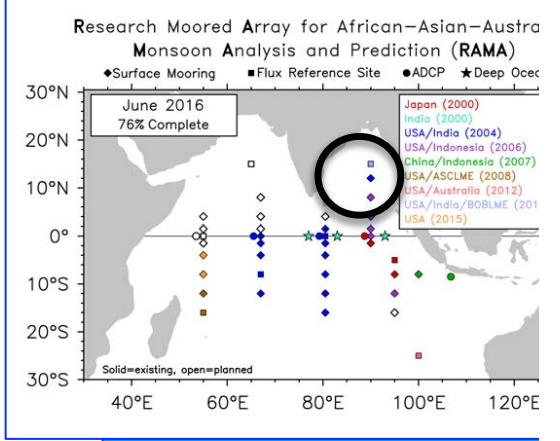 Research Moored Array for African-Asian-Austra
Monsoon Analysis and Prediction (RAMA)
◆Surface Mooring ■Flux Reference Site ●ADCP ★Deep Ocea
June 2016
76% Complete
Japan (2000)
India (2000)
USA/India (2004)
USA/Indonesia (2006)
China/Indonesia (2007)
USA/ASCLME (2008)
USA/Australia (2012)
USA/India/BOBLME (201
USA (2015)
30°N
20°N
10°N
0°
10°S
20°S
30°S
Solid=existing, open=planned
40°E 60°E 80°E 100°E 120°E